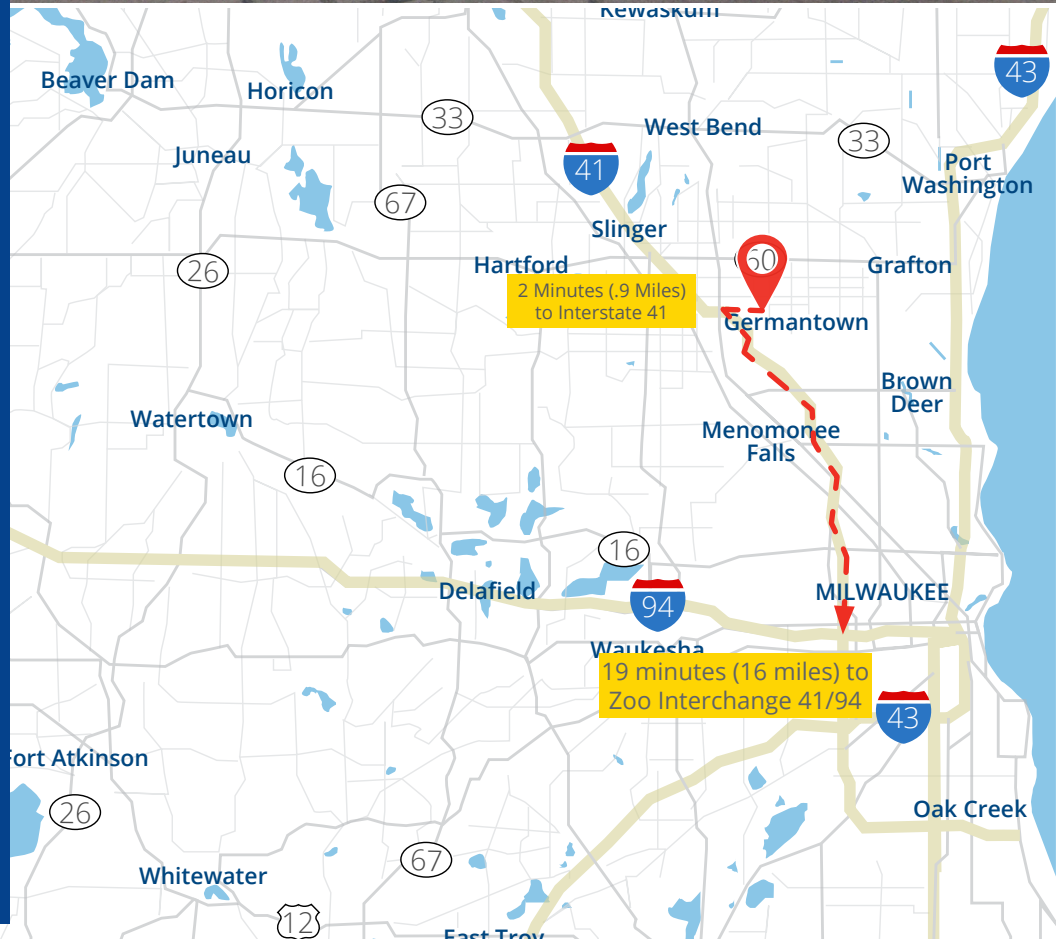 Kewaskum
43
Beaver Dam
Horicon
33
West Bend
33
Juneau
41
Port
Washington
67
Slinger
26
Hartford
60
Grafton
2 Minutes (.9 Miles)
to Interstate 41
Germantown
Brown
Deer
Watertown
Menomonee
Falls
16
16
Delafield
94
MILWAUKEE
Waukesha
19 minutes (16 miles) to
Zoo Interchange 41/94
43
Fort Atkinson
26
Oak Creek
67
Whitewater
12
East Troy